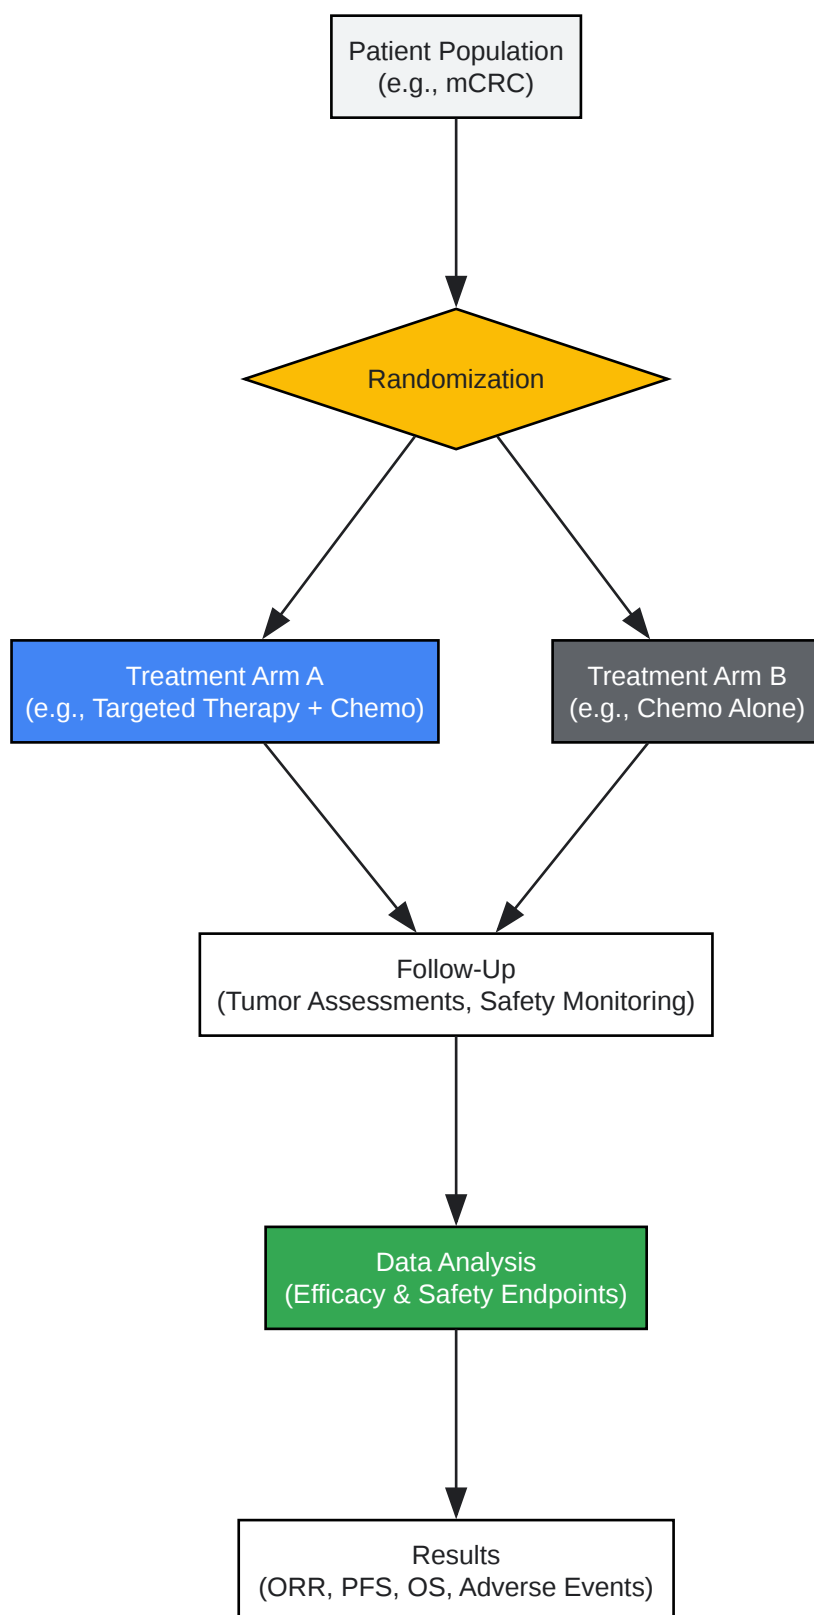 Patient Population
(e.g., mCRC)
Randomization
Treatment Arm A
(e.g., Targeted Therapy + Chemo)
Treatment Arm B
(e.g., Chemo Alone)
Follow-Up
(Tumor Assessments, Safety Monitoring)
Data Analysis
(Efficacy & Safety Endpoints)
Results
(ORR, PFS, OS, Adverse Events)